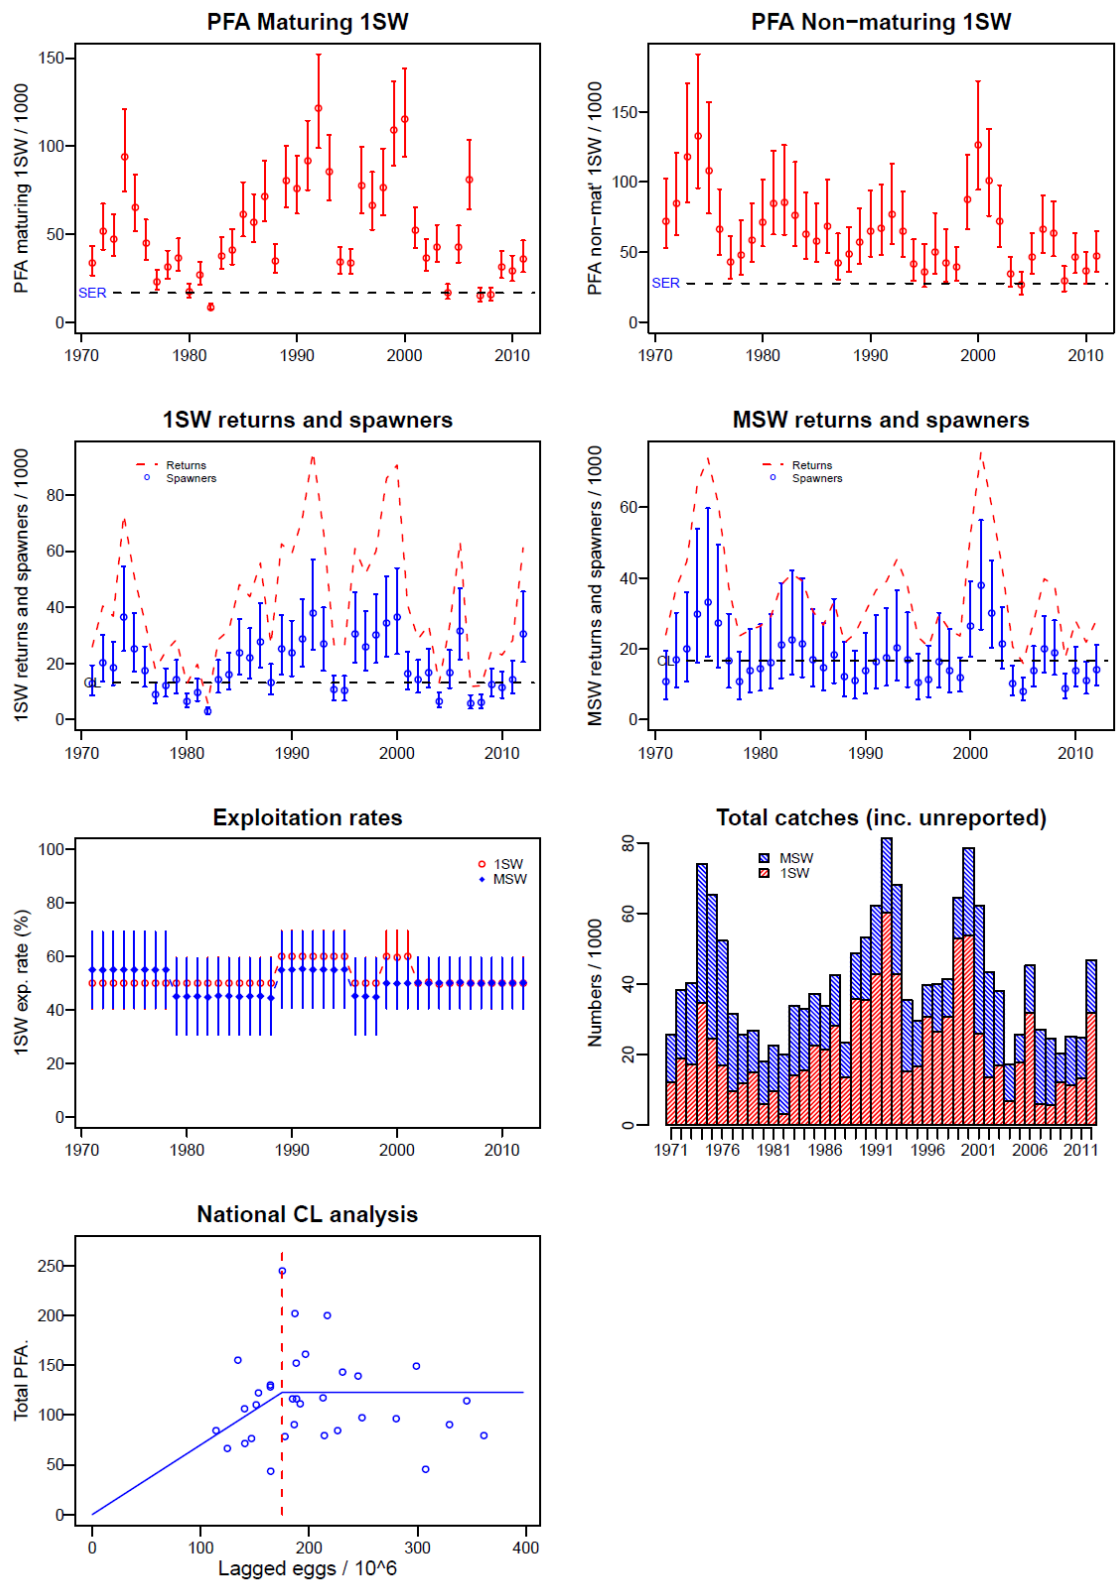 PFA Maturing 1SW
PFA maturing 1SW / 1000
150
100
50
0
SER
1970 1980 1990 2000 2010
PFA Non−maturing 1SW
PFA non−mat' 1SW / 1000
150
100
50
0
SER
1970 1980 1990 2000 2010
1SW returns and spawners
1SW returns and spawners / 1000
80
60
40
20
0
Returns
Spawners
CL
1970 1980 1990 2000 2010
MSW returns and spawners
MSW returns and spawners / 1000
60
40
20
0
Returns
Spawners
CL
1970 1980 1990 2000 2010
Exploitation rates
1SW exp. rate (%)
100
80
60
40
20
0
1SW
MSW
1970 1980 1990 2000 2010
Total catches (inc. unreported)
Numbers / 1000
80
60
40
20
0
MSW
1SW
1971 1976 1981 1986 1991 1996 2001 2006 2011
National CL analysis
Total PFA.
250
200
150
100
50
0
0 100 200 300 400
Lagged eggs / 10^6